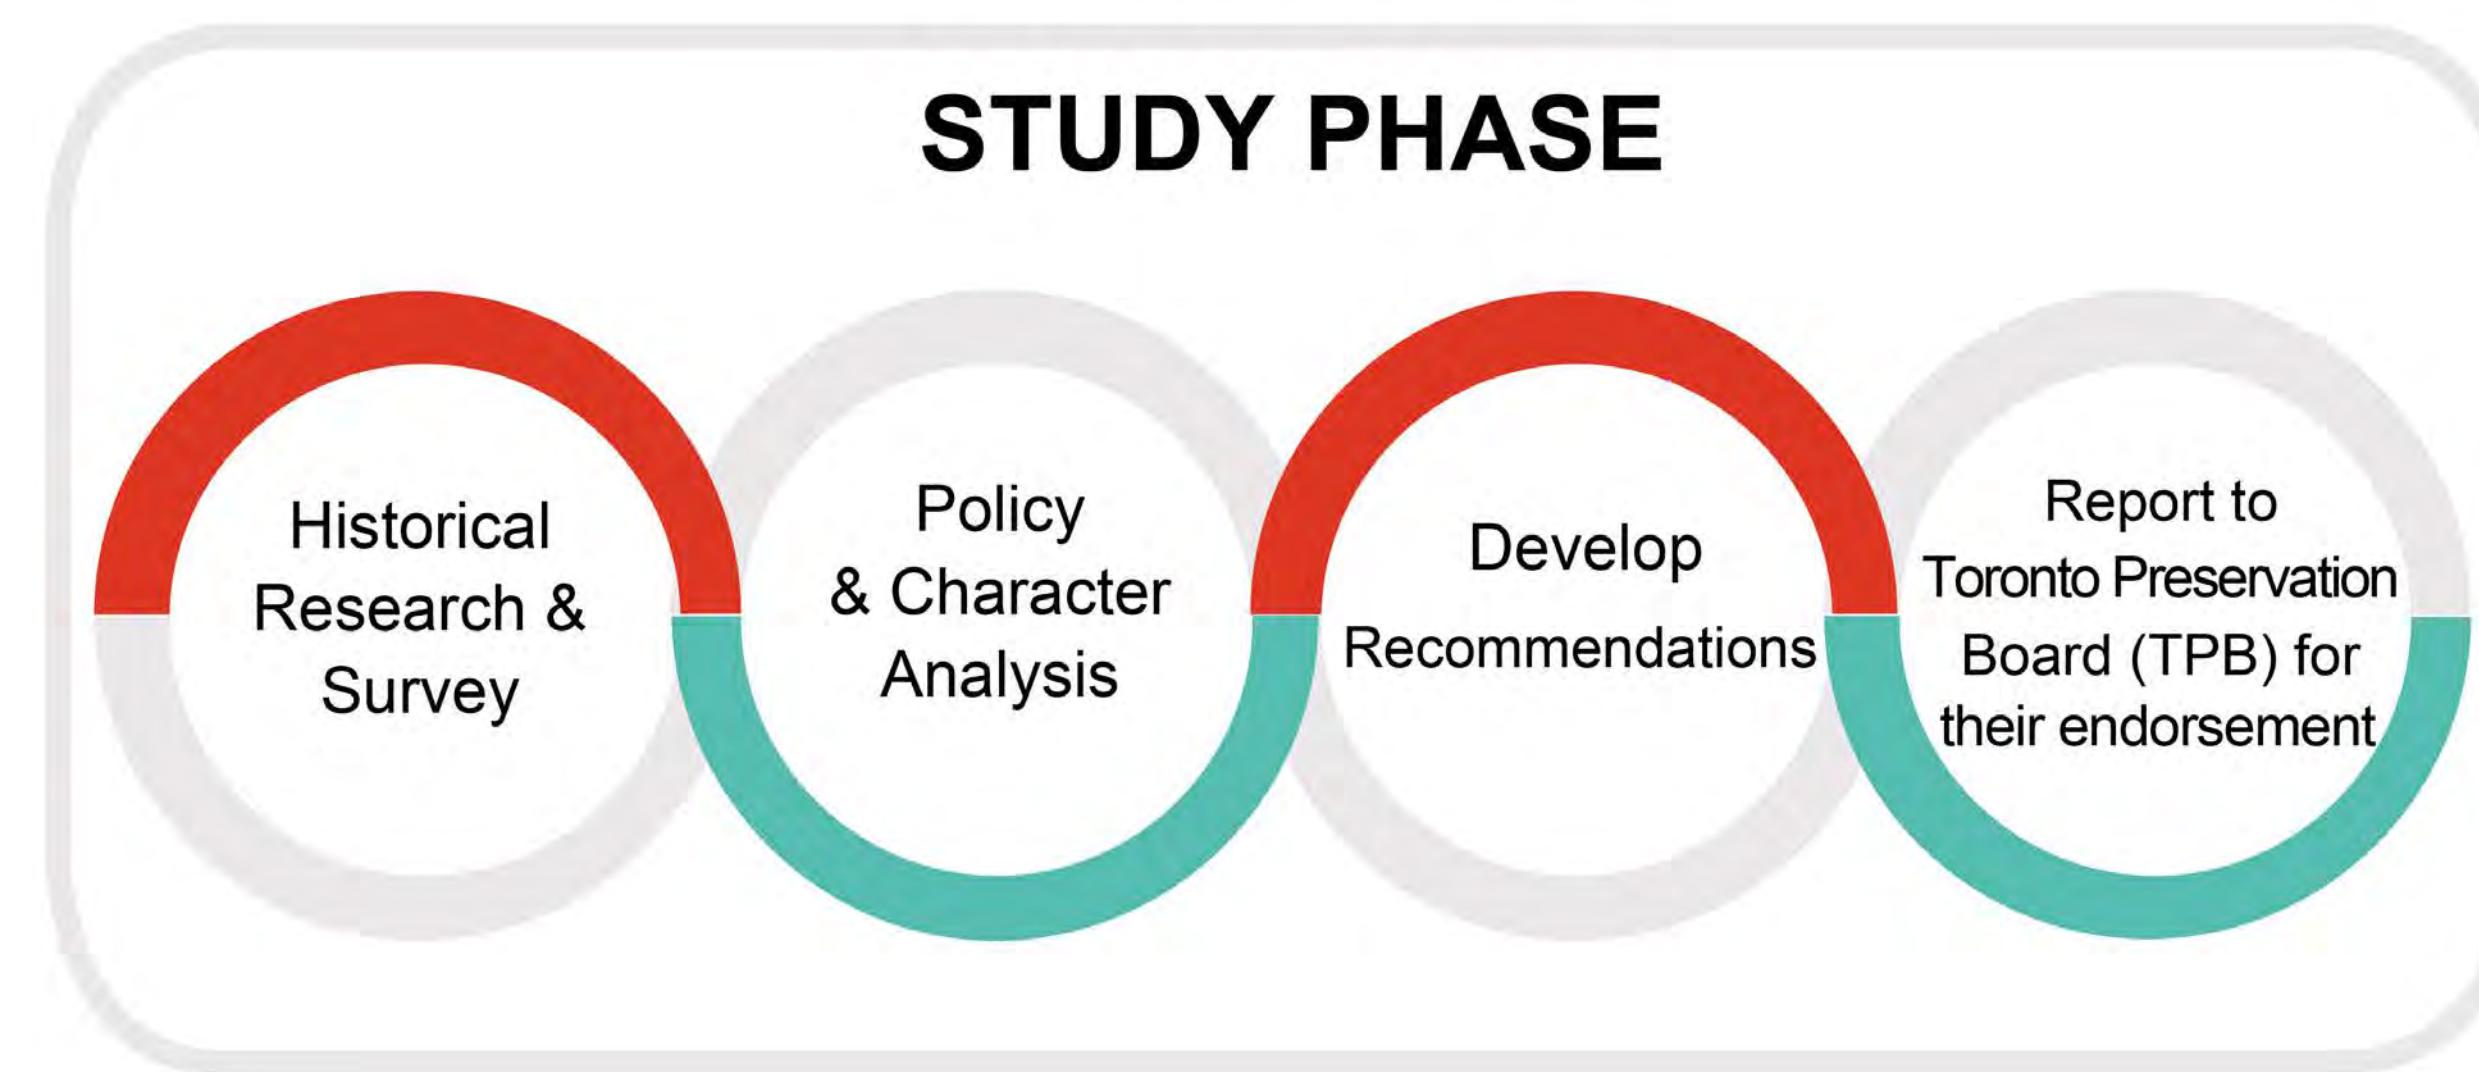 STUDY PHASE
Historical
Research &
Survey
Policy
& Character
Analysis
Develop
Recommendations
Report to
Toronto Preservation
Board (TPB) for
their endorsement